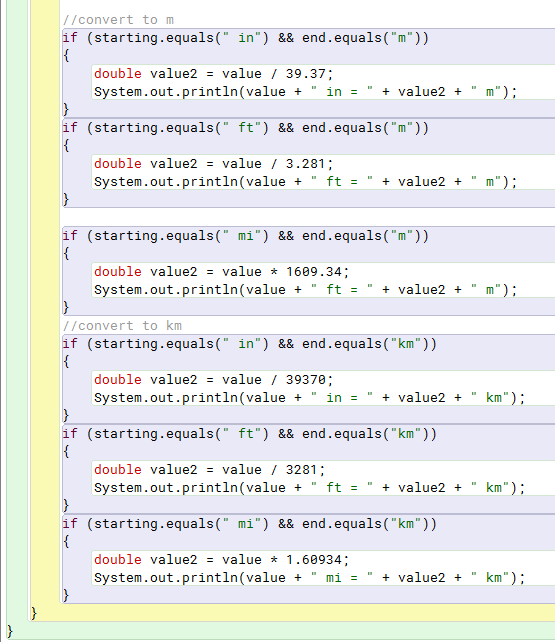 //convert to m
if (starting.equals(" in") && end.equals("m"))
{
double value2 = value / 39.37;
System.out.println(value + " in = " + value2 + " m");
}
if (starting.equals(" ft") && end.equals("m"))
{
double value2 = value / 3.281;
System.out.println(value + " ft = " + value2 + " m");
}
if (starting.equals(" mi") && end.equals("m"))
{
double value2 = value * 1609.34;
System.out.println(value + " ft = " + value2 + " m");
}
//convert to km
if (starting.equals(" in") && end.equals("km"))
{
double value2 = value / 39370;
System.out.println(value + " in = " + value2 + " km");
}
if (starting.equals(" ft") && end.equals("km"))
{
double value2 = value / 3281;
System.out.println(value + " ft = " + value2 + " km");
}
if (starting.equals(" mi") && end.equals("km"))
{
double value2 = value * 1.60934;
System.out.println(value + " mi = " + value2 + " km");
}
}
}